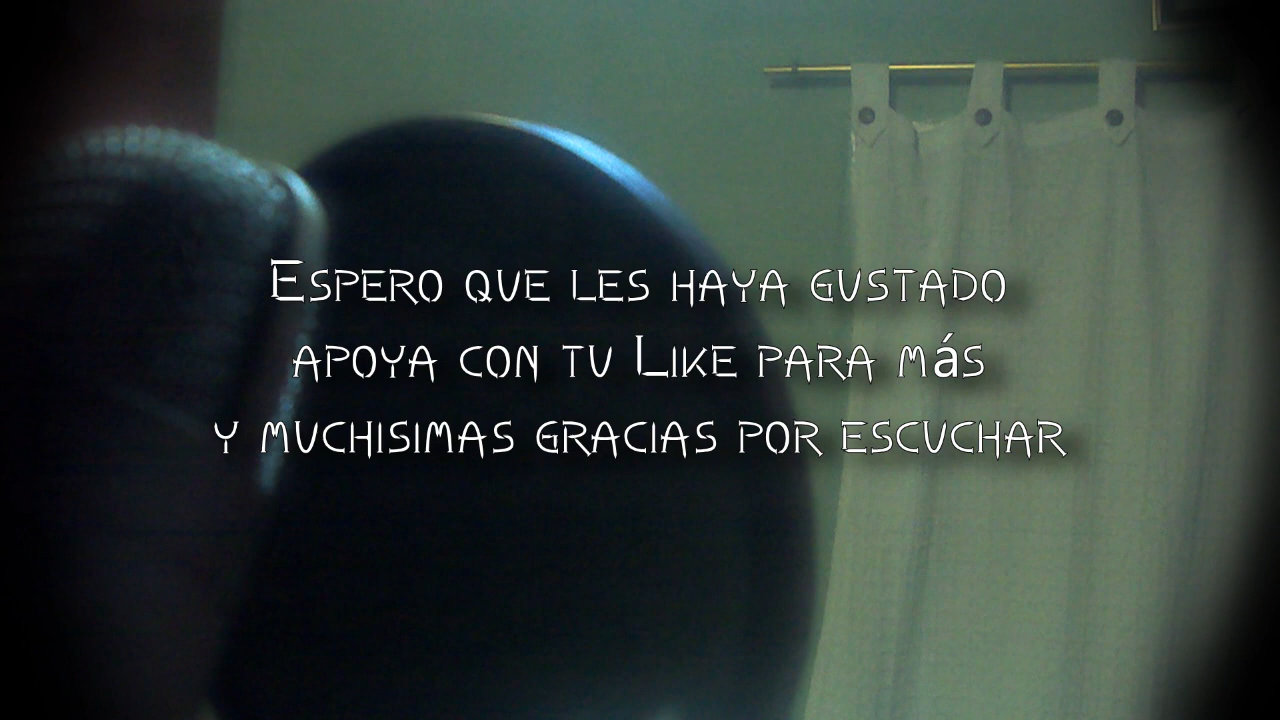 Espero que les haya gustado
apoya con tu Like para más
y muchisimas gracias por escuchar